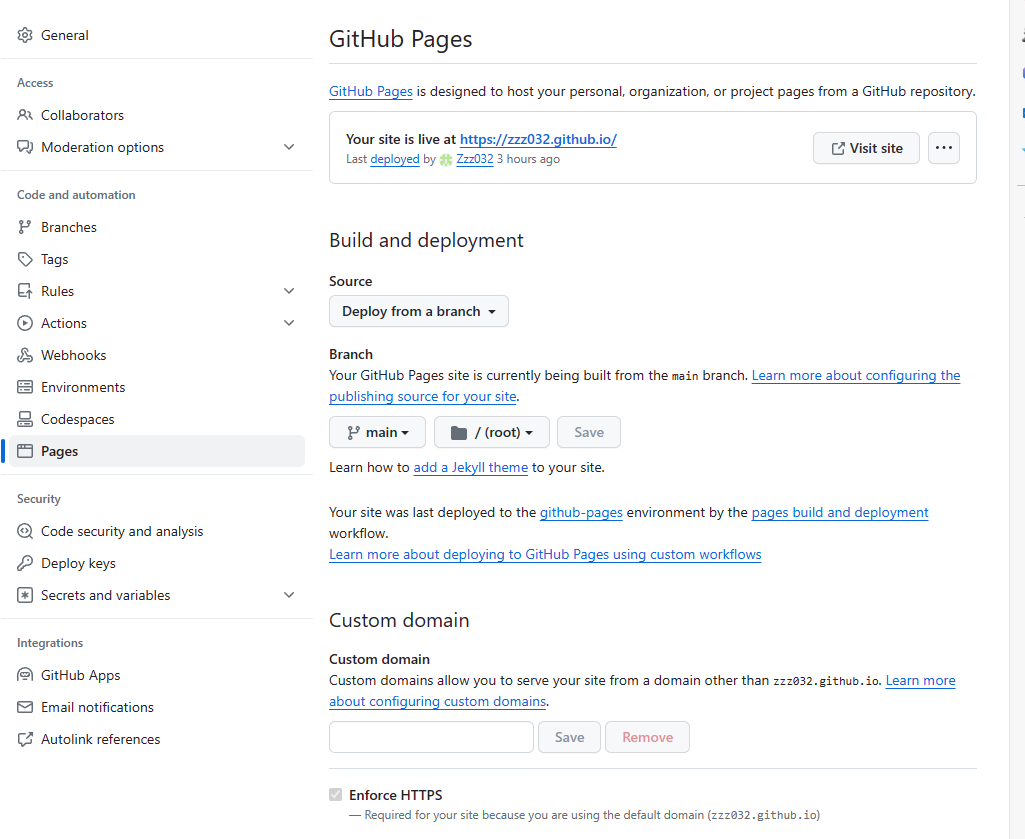 General
Access
Collaborators
Moderation options
Code and automation
Branches
Tags
Rules
Actions
Webhooks
Environments
Codespaces
Pages
Security
Code security and analysis
Deploy keys
Secrets and variables
Integrations
GitHub Apps
Email notifications
Autolink references
GitHub Pages
GitHub Pages is designed to host your personal, organization, or project pages from a GitHub repository.
Your site is live at https://zzz032.github.io/
Last deployed by Zzz032 3 hours ago
Visit site
Build and deployment
Source
Deploy from a branch
Branch
Your GitHub Pages site is currently being built from the main branch. Learn more about configuring the
publishing source for your site.
main
/ (root)
Save
Learn how to add a Jekyll theme to your site.
Your site was last deployed to the github-pages environment by the pages build and deployment
workflow.
Learn more about deploying to GitHub Pages using custom workflows
Custom domain
Custom domain
Custom domains allow you to serve your site from a domain other than zzz032.github.io. Learn more
about configuring custom domains.
Save
Remove
Enforce HTTPS
— Required for your site because you are using the default domain (zzz032.github.io)